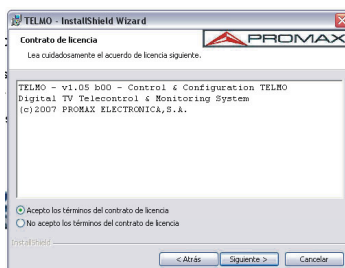 TELMO - InstallShield Wizard
Contrato de licencia
PROMAX
Lea cuidadosamente el acuerdo de licencia siguiente.
TELMO - v1.05 b00 - Control & Configuration TELMO
Digital TV Telecontrol & Monitoring System
(c)2007 PROMAX ELECTRONICA,S.A.
Acepto los términos del contrato de licencia
No acepto los términos del contrato de licencia
InstallShield
< Atrás
Siguiente >
Cancelar